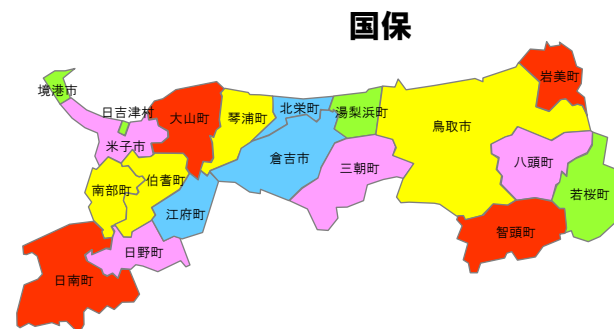 国保
岩美町
境港市
日吉津村
大山町
琴浦町
北栄町
湯梨浜町
鳥取市
米子市
倉吉市
三朝町
八頭町
南部町
伯耆町
若桜町
江府町
智頭町
日野町
日南町